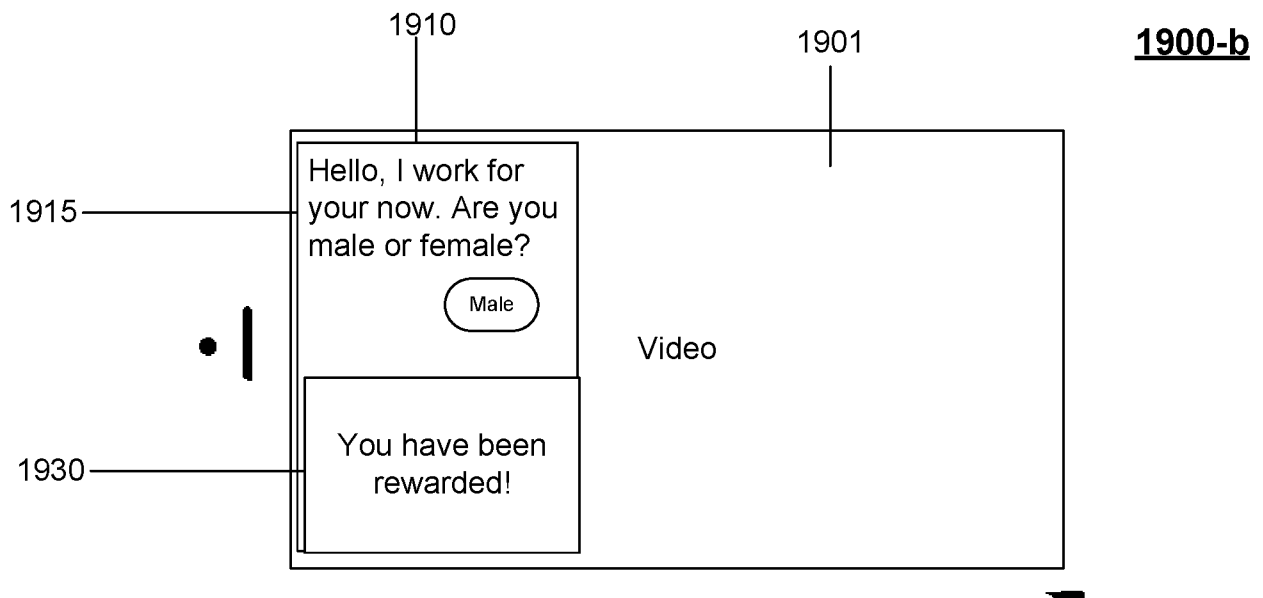 1910
1901
1900-b
Hello, I work for
your now. Are you
male or female?
1915
Male
Video
You have been
rewarded!
1930